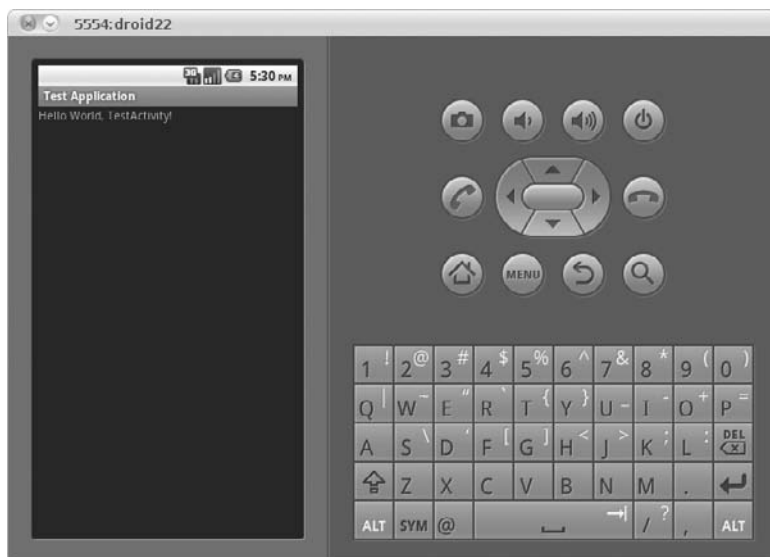 5554:droid22
3G
5:30 PM
Test Application
Hello World, TestActivity!
MENU
1 ! 2 @ 3 # 4 $ 5 % 6 ^ 7 & 8 * 9 ( 0 )
Q | W ~ E " R ` T { Y } U _ I - O + P =
A S \ D ' F [ G ] H < J > K ; L : DEL
Z X C V B N M .
ALT SYM @ / ? , ALT